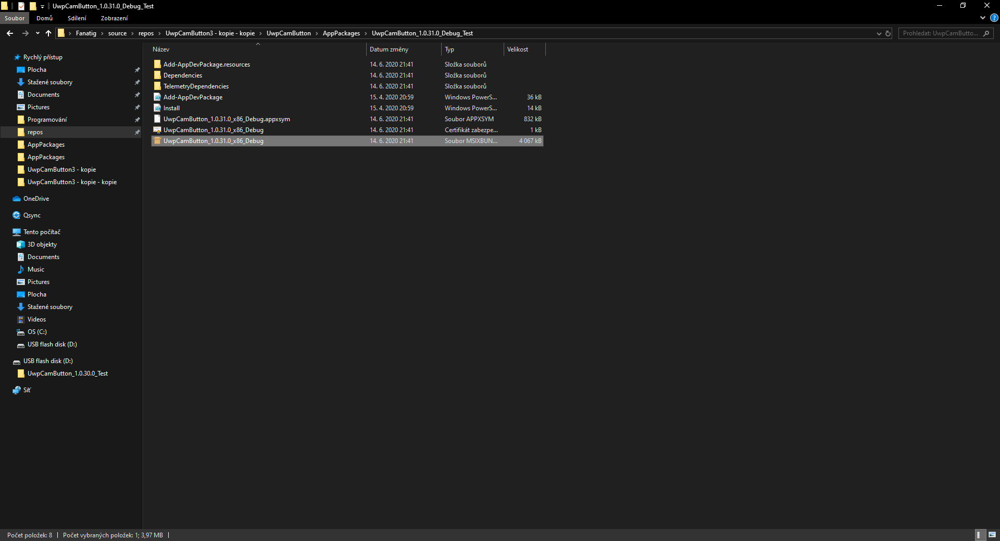 UwpCamButton_1.0.31.0_Debug_Test
Soubor Domů Sdílení Zobrazení
Fanatig source repos UwpCamButton3 - kopie - kopie UwpCamButton AppPackages UwpCamButton_1.0.31.0_Debug_Test Prohledat: UwpCamButto...
Název Datum změny Typ Velikost
Add-AppDevPackage.resources 14. 6. 2020 21:41 Složka souborů
Dependencies 14. 6. 2020 21:41 Složka souborů
TelemetryDependencies 14. 6. 2020 21:41 Složka souborů
Add-AppDevPackage 15. 4. 2020 20:59 Windows PowerS... 36 kB
Install 15. 4. 2020 20:59 Windows PowerS... 14 kB
UwpCamButton_1.0.31.0_x86_Debug.appxsym 14. 6. 2020 21:41 Soubor APPXSYM 832 kB
UwpCamButton_1.0.31.0_x86_Debug 14. 6. 2020 21:41 Certifikát zabezpe... 1 kB
UwpCamButton_1.0.31.0_x86_Debug 14. 6. 2020 21:41 Soubor MSIXBUN... 4 067 kB
Rychlý přístup
Plocha
Stažené soubory
Documents
Pictures
Programování
repos
AppPackages
AppPackages
UwpCamButton3 - kopie
UwpCamButton3 - kopie - kopie
OneDrive
Qsync
Tento počítač
3D objekty
Documents
Music
Pictures
Plocha
Stažené soubory
Videos
OS (C:)
USB flash disk (D:)
USB flash disk (D:)
UwpCamButton_1.0.30.0_Test
Síť
Počet položek: 8 Počet vybraných položek: 1; 3,97 MB